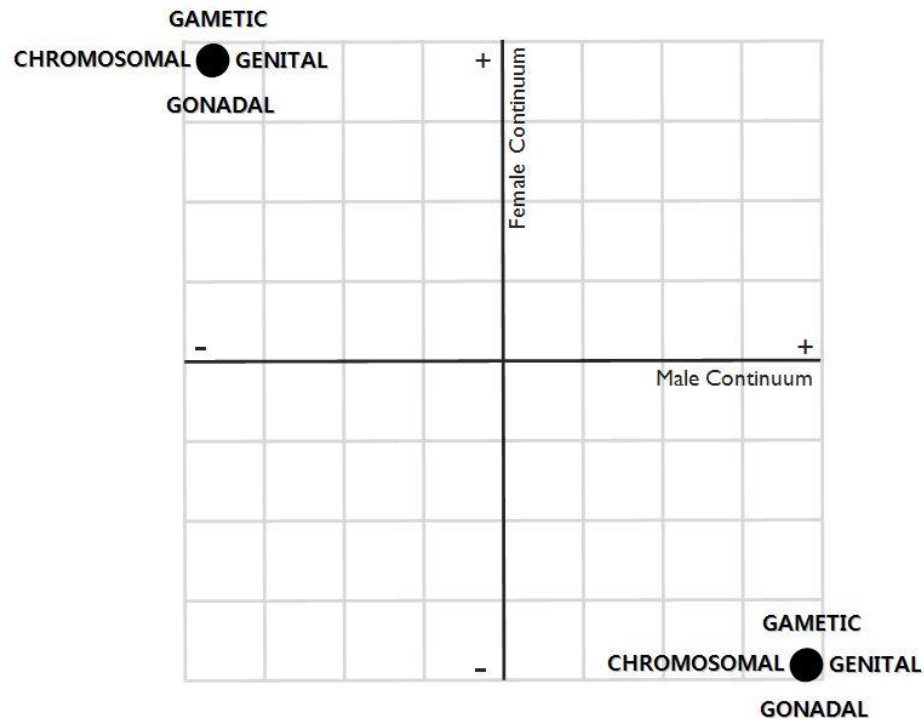 GAMETIC
CHROMOSOMAL GENITAL
GONADAL
+
Female Continuum
- +
Male Continuum
GAMETIC
CHROMOSOMAL GENITAL
-
GONADAL